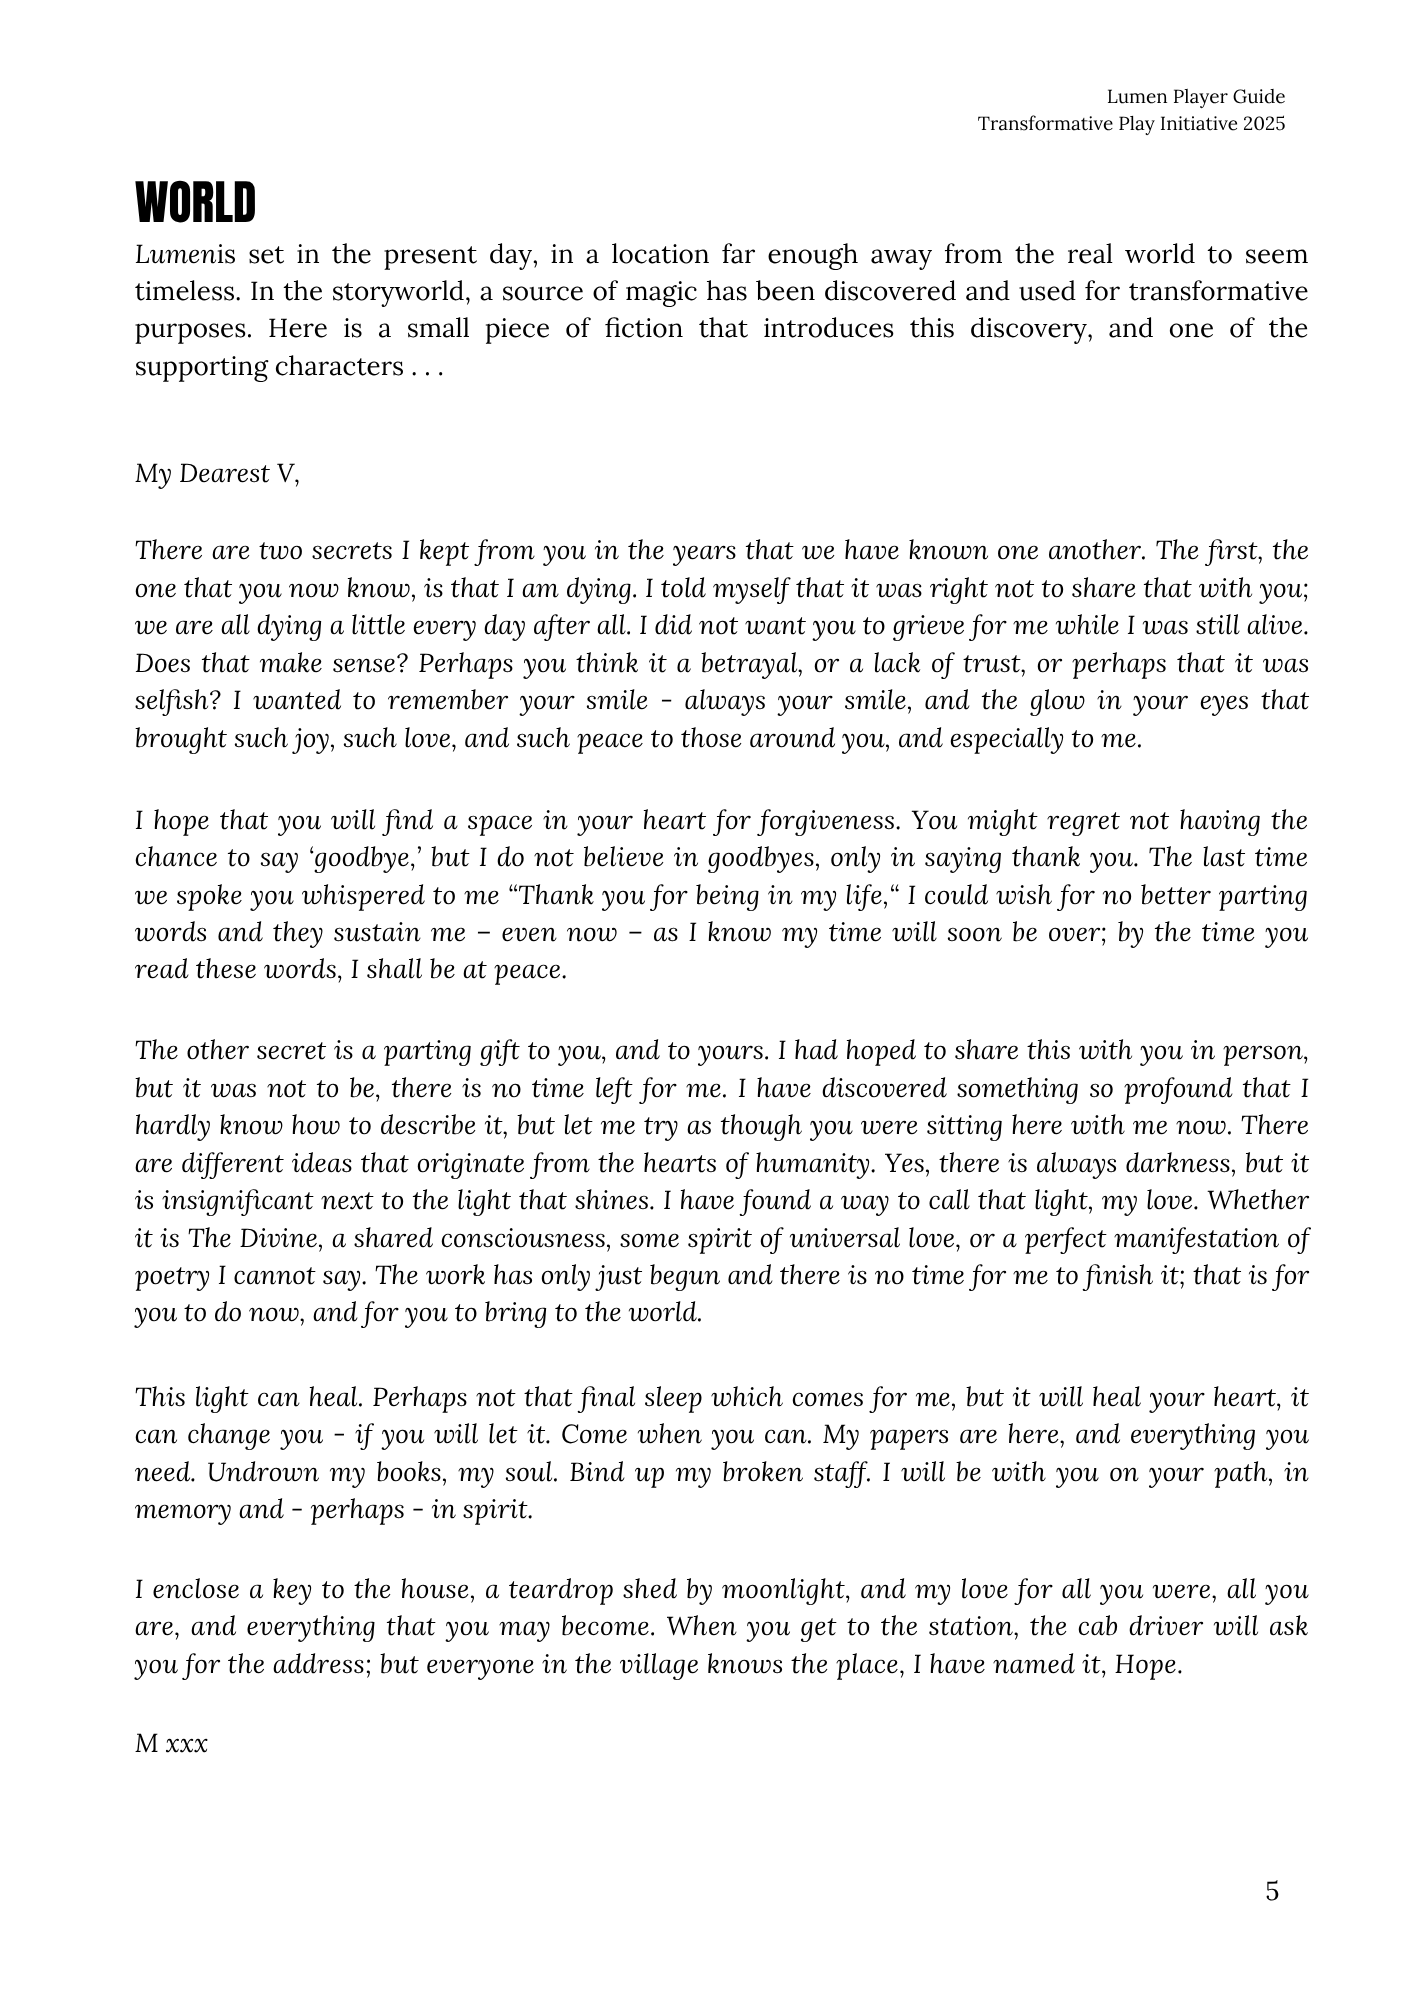 Lumen Player Guide
Transformative Play Initiative 2025
WORLD
Lumenis set in the present day, in a location far enough away from the real world to seem
timeless. In the storyworld, a source of magic has been discovered and used for transformative
purposes. Here is a small piece of fiction that introduces this discovery, and one of the
supporting characters . . .
My Dearest V,
There are two secrets I kept from you in the years that we have known one another. The first, the
one that you now know, is that I am dying. I told myself that it was right not to share that with you;
we are all dying a little every day after all. I did not want you to grieve for me while I was still alive.
Does that make sense? Perhaps you think it a betrayal, or a lack of trust, or perhaps that it was
selfish? I wanted to remember your smile - always your smile, and the glow in your eyes that
brought such joy, such love, and such peace to those around you, and especially to me.
I hope that you will find a space in your heart for forgiveness. You might regret not having the
chance to say ‘goodbye,’ but I do not believe in goodbyes, only in saying thank you. The last time
we spoke you whispered to me “Thank you for being in my life,“ I could wish for no better parting
words and they sustain me – even now – as I know my time will soon be over; by the time you
read these words, I shall be at peace.
The other secret is a parting gift to you, and to yours. I had hoped to share this with you in person,
but it was not to be, there is no time left for me. I have discovered something so profound that I
hardly know how to describe it, but let me try as though you were sitting here with me now. There
are different ideas that originate from the hearts of humanity. Yes, there is always darkness, but it
is insignificant next to the light that shines. I have found a way to call that light, my love. Whether
it is The Divine, a shared consciousness, some spirit of universal love, or a perfect manifestation of
poetry I cannot say. The work has only just begun and there is no time for me to finish it; that is for
you to do now, and for you to bring to the world.
This light can heal. Perhaps not that final sleep which comes for me, but it will heal your heart, it
can change you - if you will let it. Come when you can. My papers are here, and everything you
need. Undrown my books, my soul. Bind up my broken staff. I will be with you on your path, in
memory and - perhaps - in spirit.
I enclose a key to the house, a teardrop shed by moonlight, and my love for all you were, all you
are, and everything that you may become. When you get to the station, the cab driver will ask
you for the address; but everyone in the village knows the place, I have named it, Hope.
M xxx
5